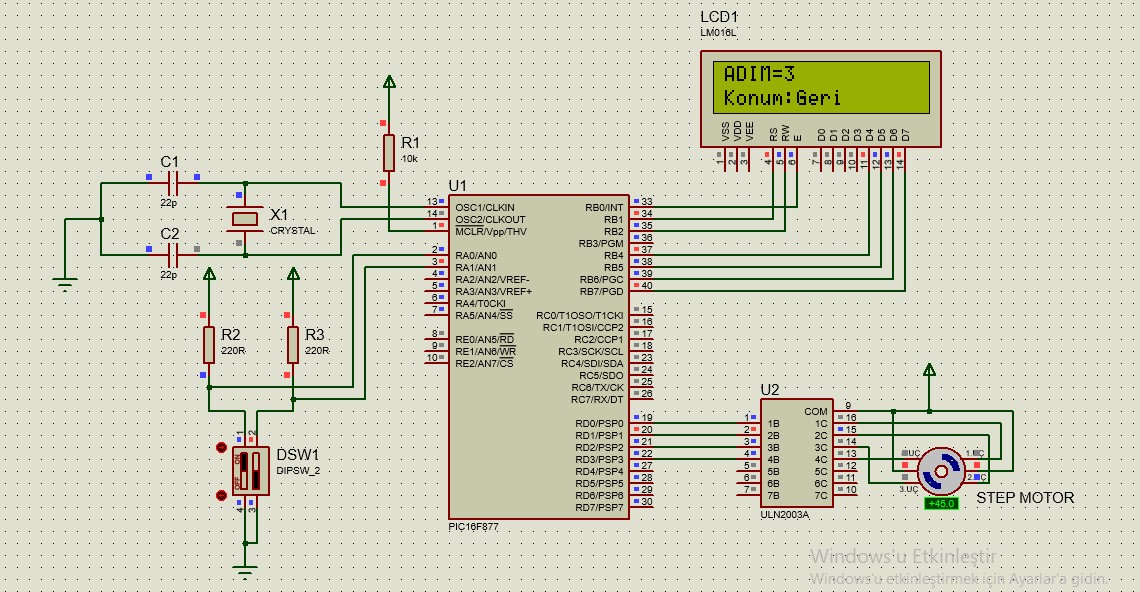 LCD1
LM016L
ADIM=3
Konum:Geri
VSS
VDD
VEE
RS
RW
E
D0
D1
D2
D3
D4
D5
D6
D7
1
2
3
4
5
6
7
8
9
10
11
12
13
14
R1
10k
C1
22p
X1
CRYSTAL
C2
22p
R2
220R
R3
220R
DSW1
DIPSW_2
ON
OFF
1
2
4
3
U1
13 OSC1/CLKIN
14 OSC2/CLKOUT
1 MCLR/Vpp/THV
2 RA0/AN0
3 RA1/AN1
4 RA2/AN2/VREF-
5 RA3/AN3/VREF+
6 RA4/T0CKI
7 RA5/AN4/SS
8 RE0/AN5/RD
9 RE1/AN6/WR
10 RE2/AN7/CS
RB0/INT 33
RB1 34
RB2 35
RB3/PGM 36
RB4 37
RB5 38
RB6/PGC 39
RB7/PGD 40
RC0/T1OSO/T1CKI 15
RC1/T1OSI/CCP2 16
RC2/CCP1 17
RC3/SCK/SCL 18
RC4/SDI/SDA 23
RC5/SDO 24
RC6/TX/CK 25
RC7/RX/DT 26
RD0/PSP0 19
RD1/PSP1 20
RD2/PSP2 21
RD3/PSP3 22
RD4/PSP4 27
RD5/PSP5 28
RD6/PSP6 29
RD7/PSP7 30
PIC16F877
U2
COM 9
1 1B 1C 16
2 2B 2C 15
3 3B 3C 14
4 4B 4C 13
5 5B 5C 12
6 6B 6C 11
7 7B 7C 10
ULN2003A
3.UÇ
+45.0
STEP MOTOR
Windows'u Etkinleştir
Windows'u etkinleştirmek için Ayarlar'a gidin.